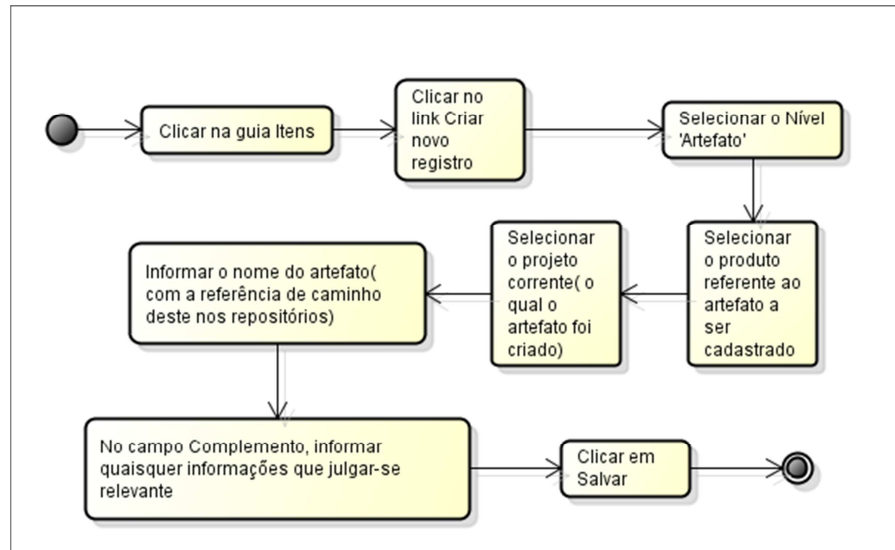 Clicar na guia Itens
Clicar no
link Criar
novo
registro
Selecionar o Nível
'Artefato'
Selecionar
o produto
referente ao
artefato a
ser
cadastrado
Selecionar
o projeto
corrente( o
qual o
artefato foi
criado)
Informar o nome do artefato(
com a referência de caminho
deste nos repositórios)
No campo Complemento, informar
quaisquer informações que julgar-se
relevante
Clicar em
Salvar